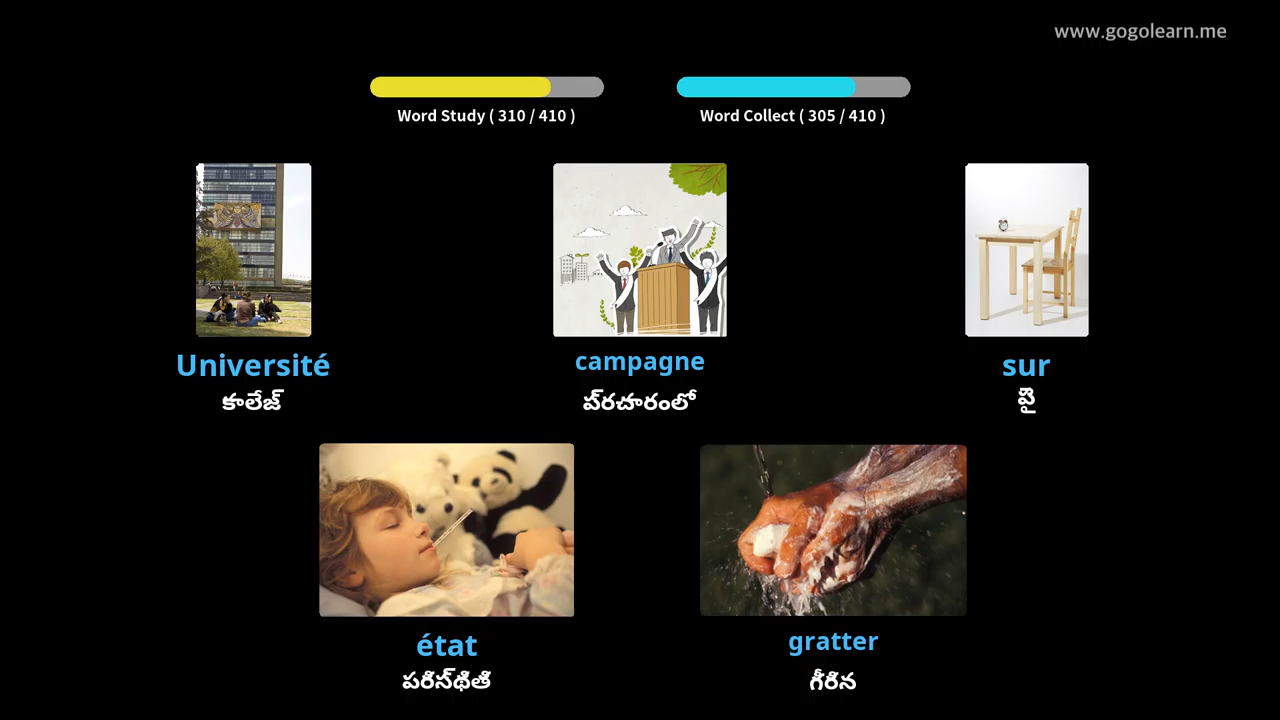 www.gogolearn.me
Word Study ( 310 / 410 )
Word Collect ( 305 / 410 )
Université
కాలేజ్
campagne
ప్రచారంలో
sur
పై
état
పరిస్థితి
gratter
గీరిన